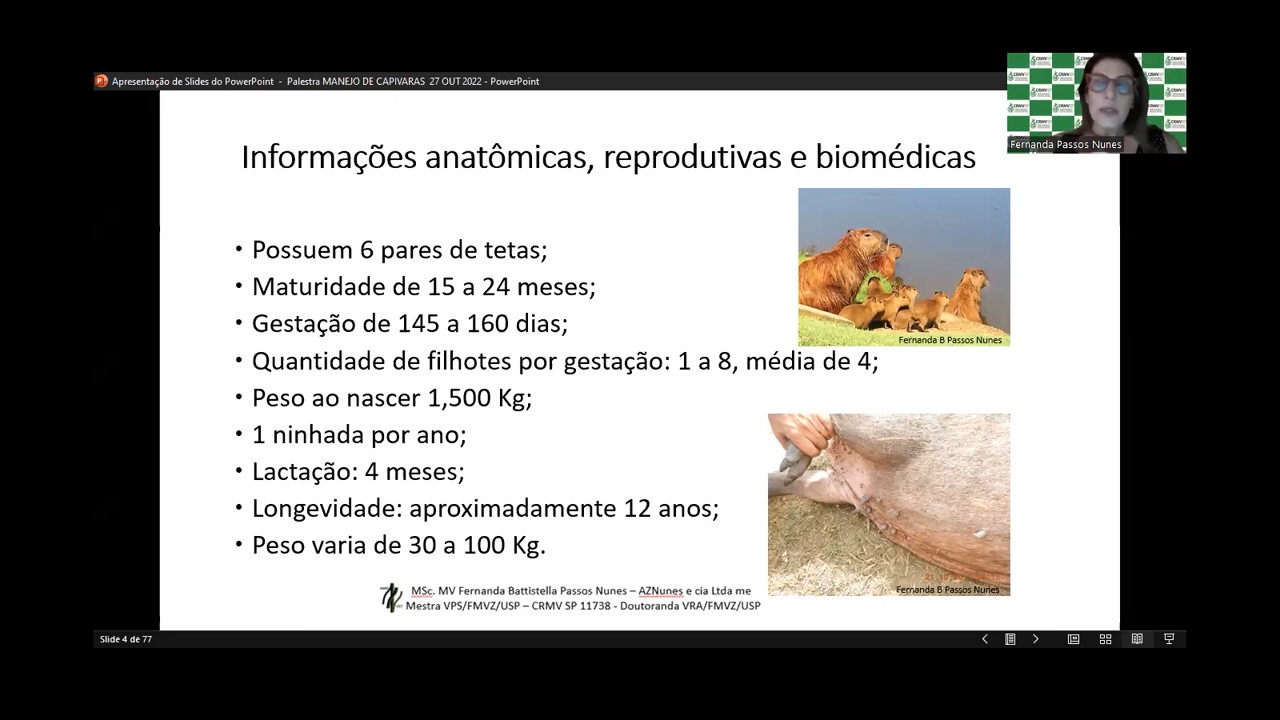 Apresentação de Slides do PowerPoint - Palestra MANEJO DE CAPIVARAS 27 OUT 2022 - PowerPoint
Fernanda Passos Nunes
Informações anatômicas, reprodutivas e biomédicas
• Possuem 6 pares de tetas;
• Maturidade de 15 a 24 meses;
• Gestação de 145 a 160 dias;
Fernanda B Passos Nunes
• Quantidade de filhotes por gestação: 1 a 8, média de 4;
• Peso ao nascer 1,500 Kg;
• 1 ninhada por ano;
• Lactação: 4 meses;
• Longevidade: aproximadamente 12 anos;
• Peso varia de 30 a 100 Kg.
Fernanda B Passos Nunes
MSc. MV Fernanda Battistella Passos Nunes – AZNunes e cia Ltda me
Mestra VPS/FMVZ/USP – CRMV SP 11738 - Doutoranda VRA/FMVZ/USP
Slide 4 de 77